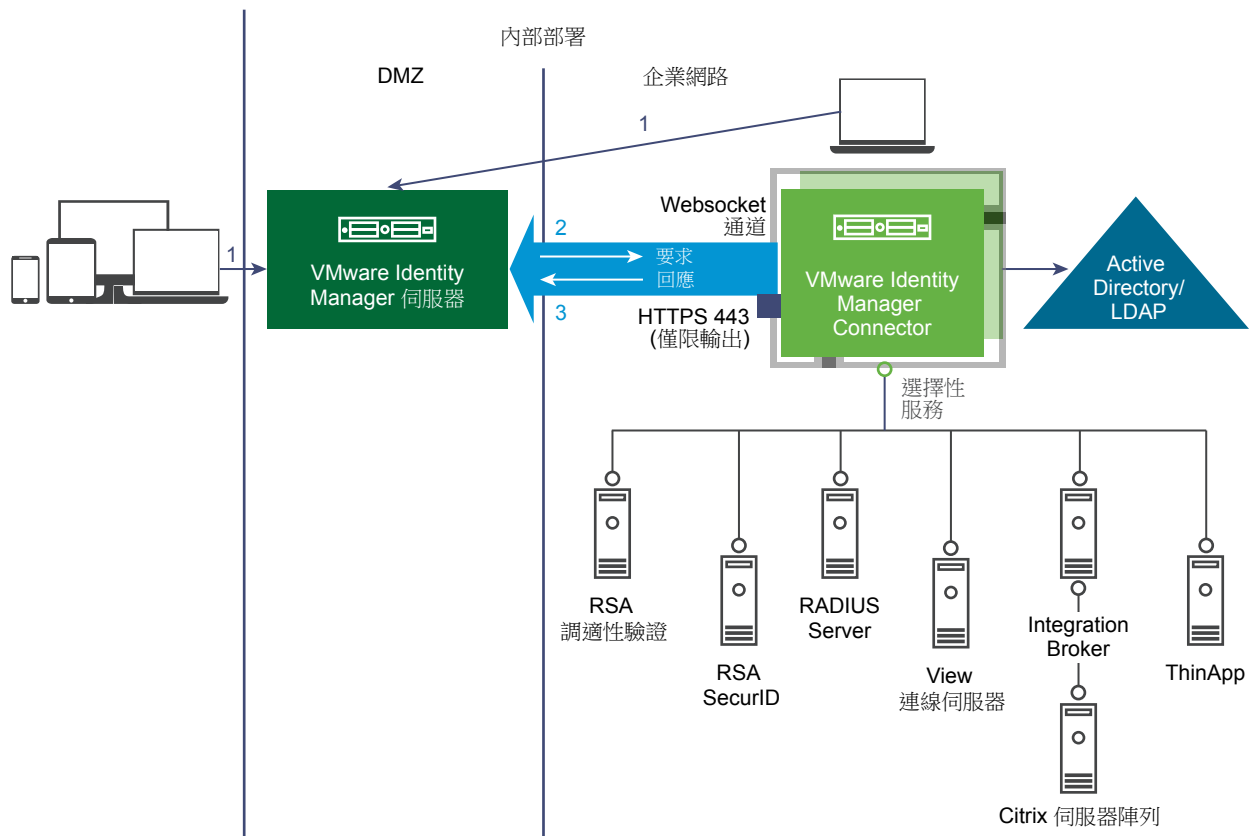 內部部署
DMZ
企業網路
1
1
VMware Identity
Manager 伺服器
2
要求
回應
3
Websocket
通道
HTTPS 443
(僅限輸出)
VMware Identity
Manager
Connector
Active
Directory/
LDAP
選擇性
服務
RSA
調適性驗證
RSA
SecurID
RADIUS
Server
View
連線伺服器
Integration
Broker
Citrix 伺服器陣列
ThinApp